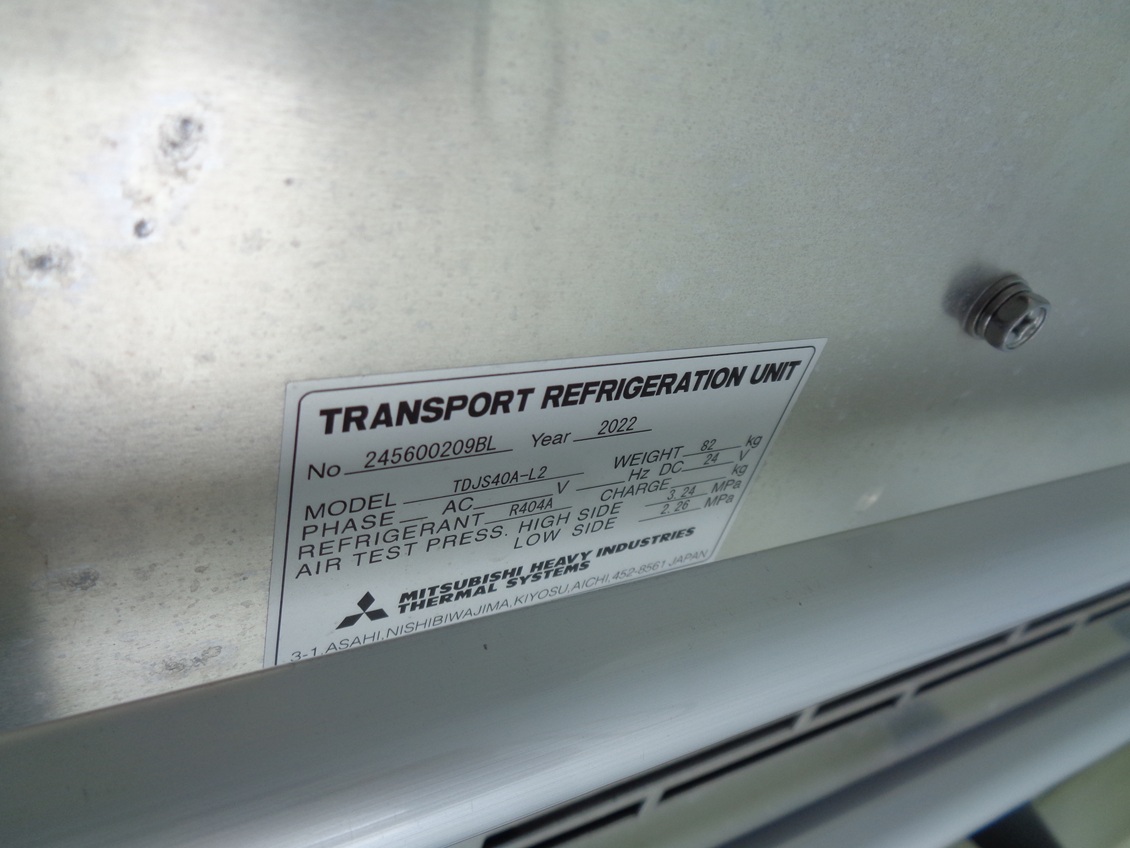 TRANSPORT REFRIGERATION UNIT
No 245600209BL Year 2022
MODEL TDJS40A-L2 WEIGHT 82 kg
PHASE AC V Hz DC 24 V
REFRIGERANT R404A CHARGE kg
AIR TEST PRESS. HIGH SIDE 3.24 MPa
LOW SIDE 2.26 MPa
MITSUBISHI HEAVY INDUSTRIES
THERMAL SYSTEMS
3-1, ASAHI, NISHIBIWAJIMA, KIYOSU, AICHI, 452-8561 JAPAN